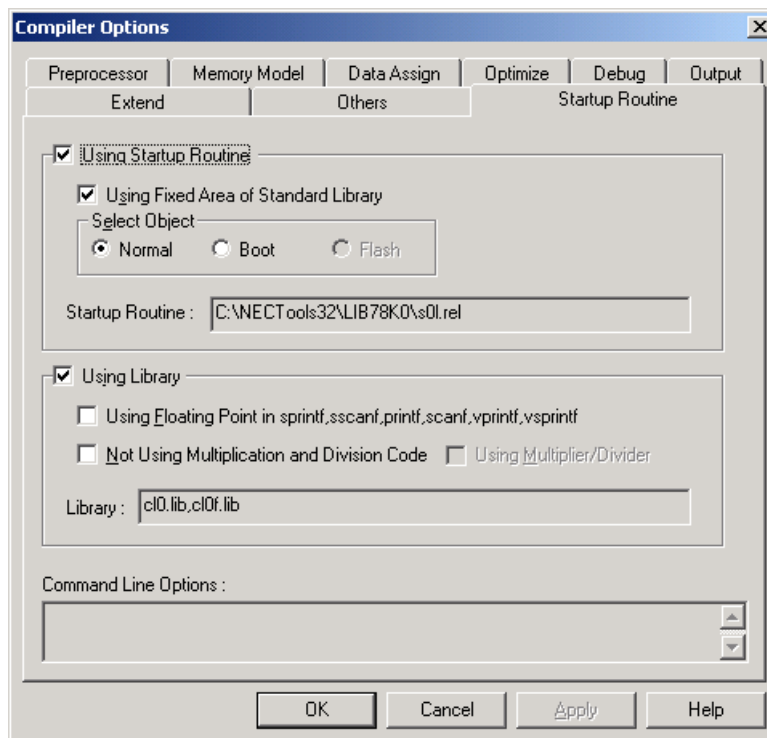 Compiler Options
Preprocessor Memory Model Data Assign Optimize Debug Output
Extend Others Startup Routine
Using Startup Routine
Using Fixed Area of Standard Library
Select Object
Normal Boot Flash
Startup Routine : C:\NECTools32\LIB78K0\s0l.rel
Using Library
Using Floating Point in sprintf,sscanf,printf,scanf,vprintf,vsprintf
Not Using Multiplication and Division Code Using Multiplier/Divider
Library : cl0.lib,cl0f.lib
Command Line Options :
OK Cancel Apply Help